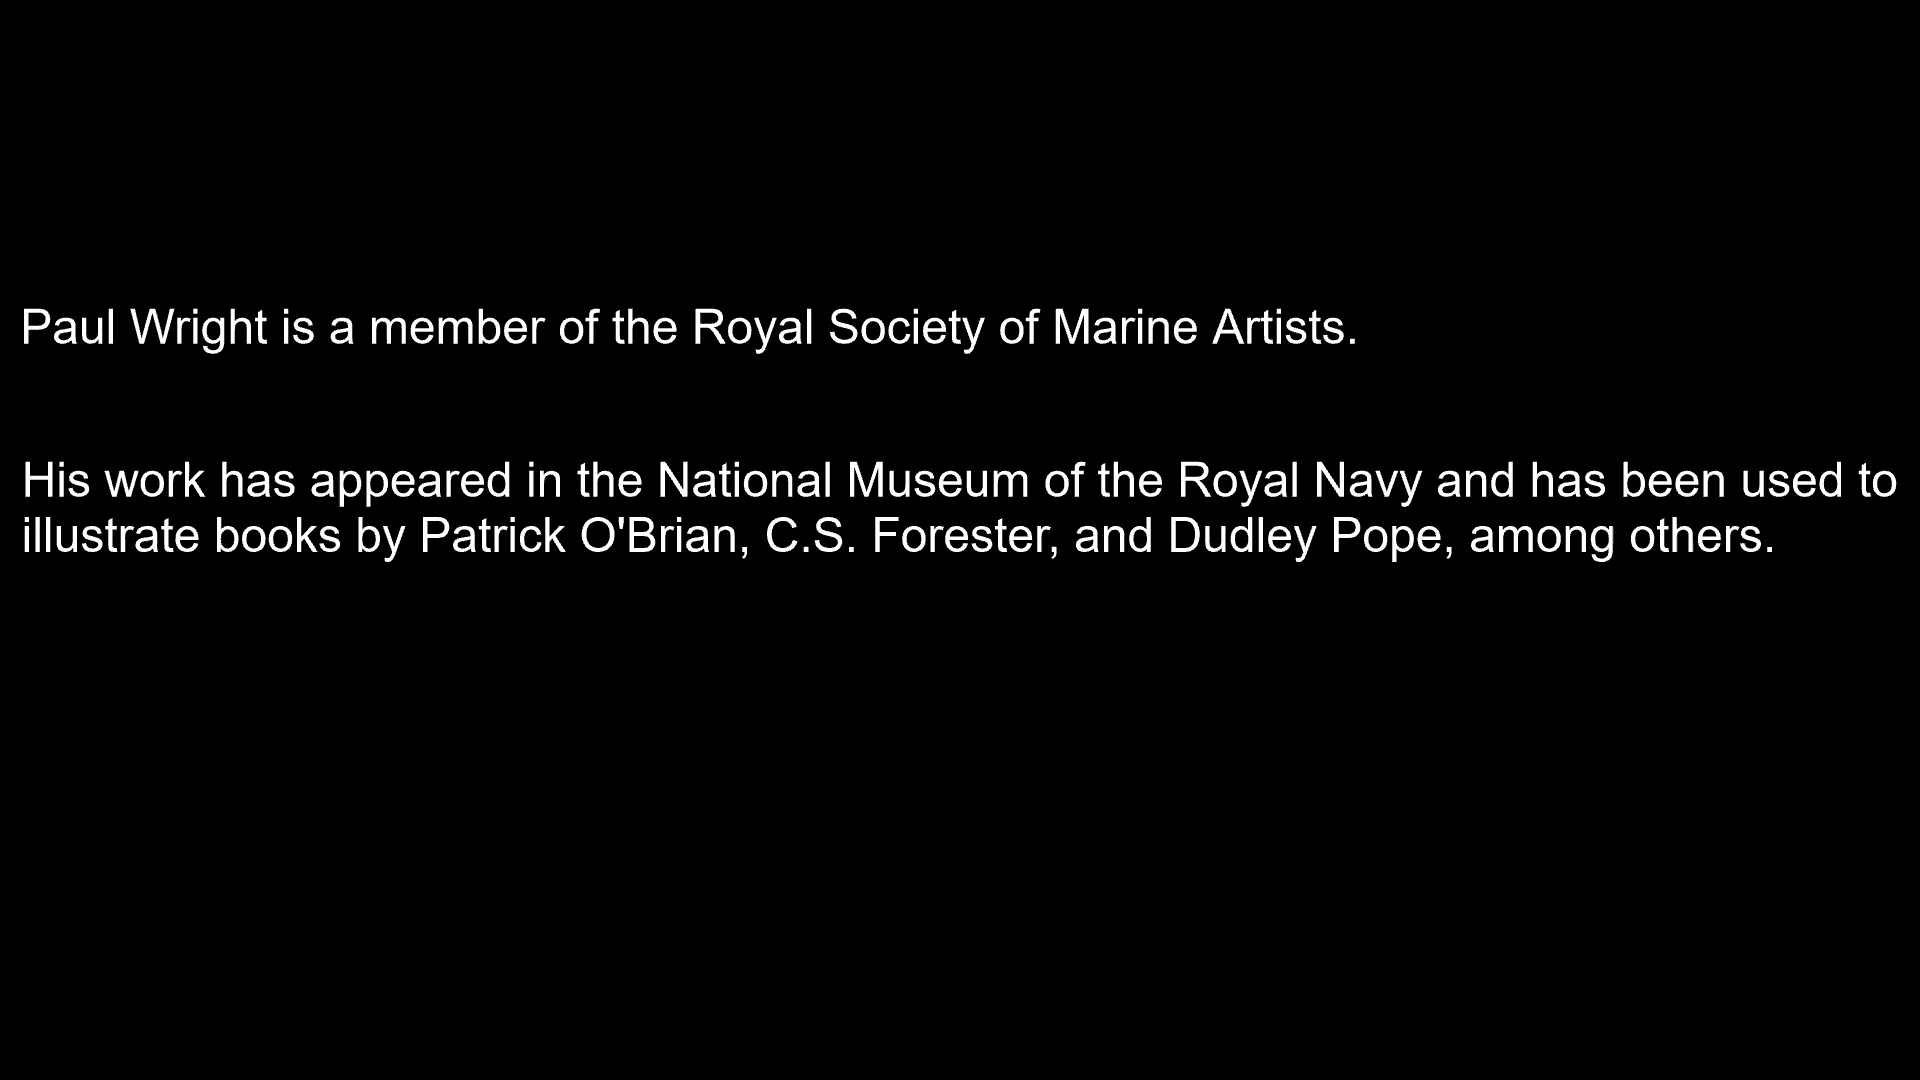 Paul Wright is a member of the Royal Society of Marine Artists.
His work has appeared in the National Museum of the Royal Navy and has been used to
illustrate books by Patrick O'Brian, C.S. Forester, and Dudley Pope, among others.